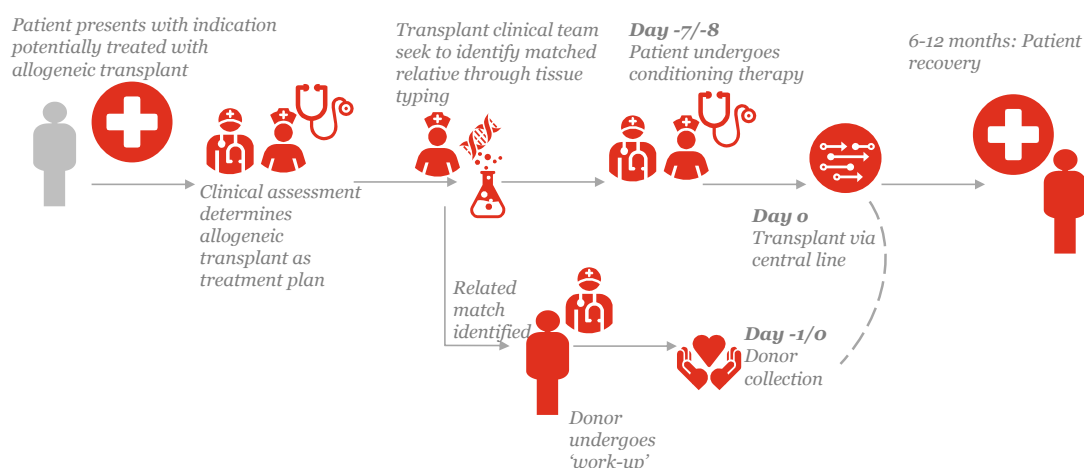 Patient presents with indication
potentially treated with
allogeneic transplant
Clinical assessment
determines
allogeneic
transplant as
treatment plan
Transplant clinical team
seek to identify matched
relative through tissue
typing
Related
match
identified
Donor
undergoes
‘work-up’
Day -7/-8
Patient undergoes
conditioning therapy
Day -1/0
Donor
collection
Day 0
Transplant via
central line
6-12 months: Patient
recovery